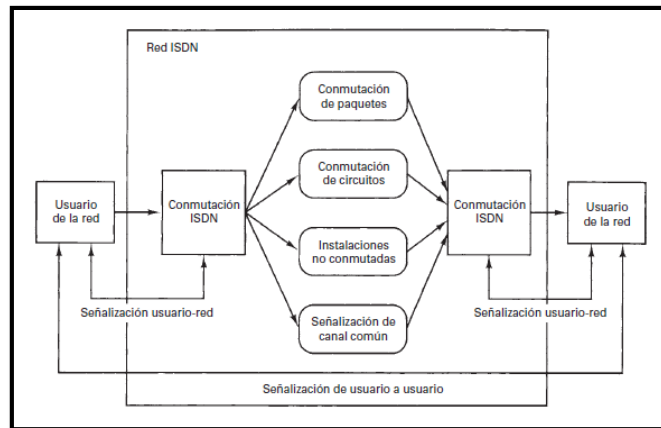 Red ISDN
Conmutación
de paquetes
Conmutación
de circuitos
Usuario
de la red
Conmutación
ISDN
Instalaciones
no conmutadas
Conmutación
ISDN
Usuario
de la red
Señalización de
canal común
Señalización usuario-red
Señalización usuario-red
Señalización de usuario a usuario